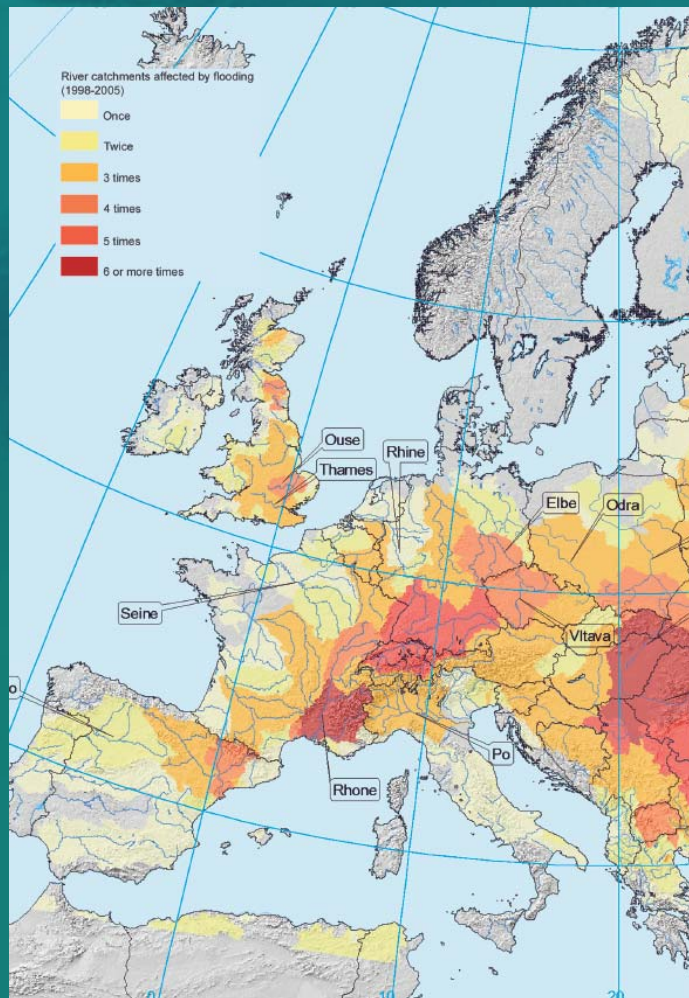 River catchments affected by flooding
(1998-2005)
Once
Twice
3 times
4 times
5 times
6 or more times
Ouse
Thames
Rhine
Elbe
Odra
Seine
Vltava
o
Po
Rhone
0
10
20